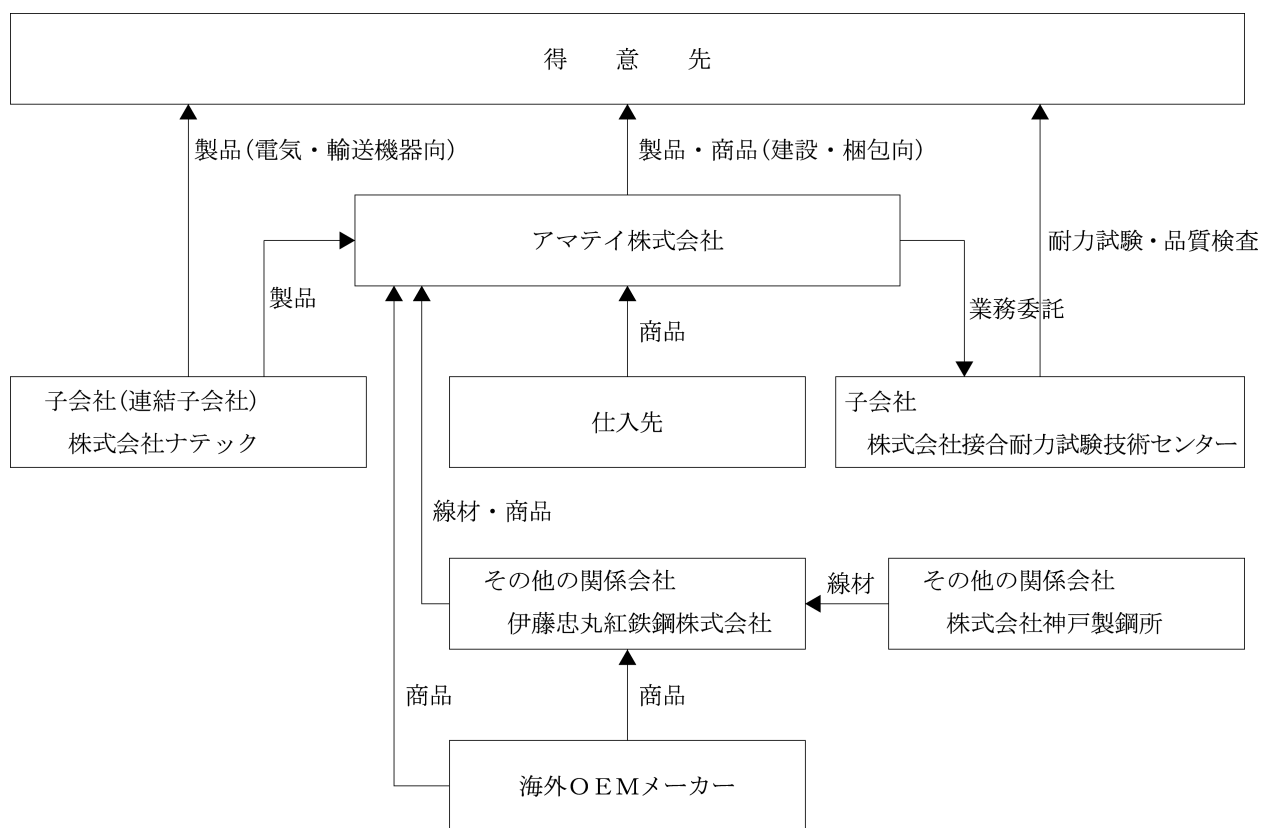 得意先
製品(電気・輸送機器向)
製品・商品(建設・梱包向)
アマテイ株式会社
耐力試験・品質検査
製品
業務委託
商品
子会社(連結子会社)
株式会社ナテック
仕入先
子会社
株式会社接合耐力試験技術センター
線材・商品
その他の関係会社
伊藤忠丸紅鉄鋼株式会社
線材
その他の関係会社
株式会社神戸製鋼所
商品
商品
海外OEMメーカー